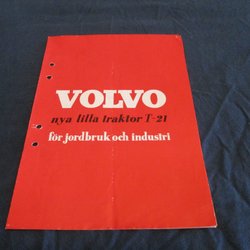 VOLVO
nya lilla traktor T-21
för jordbruk och industri